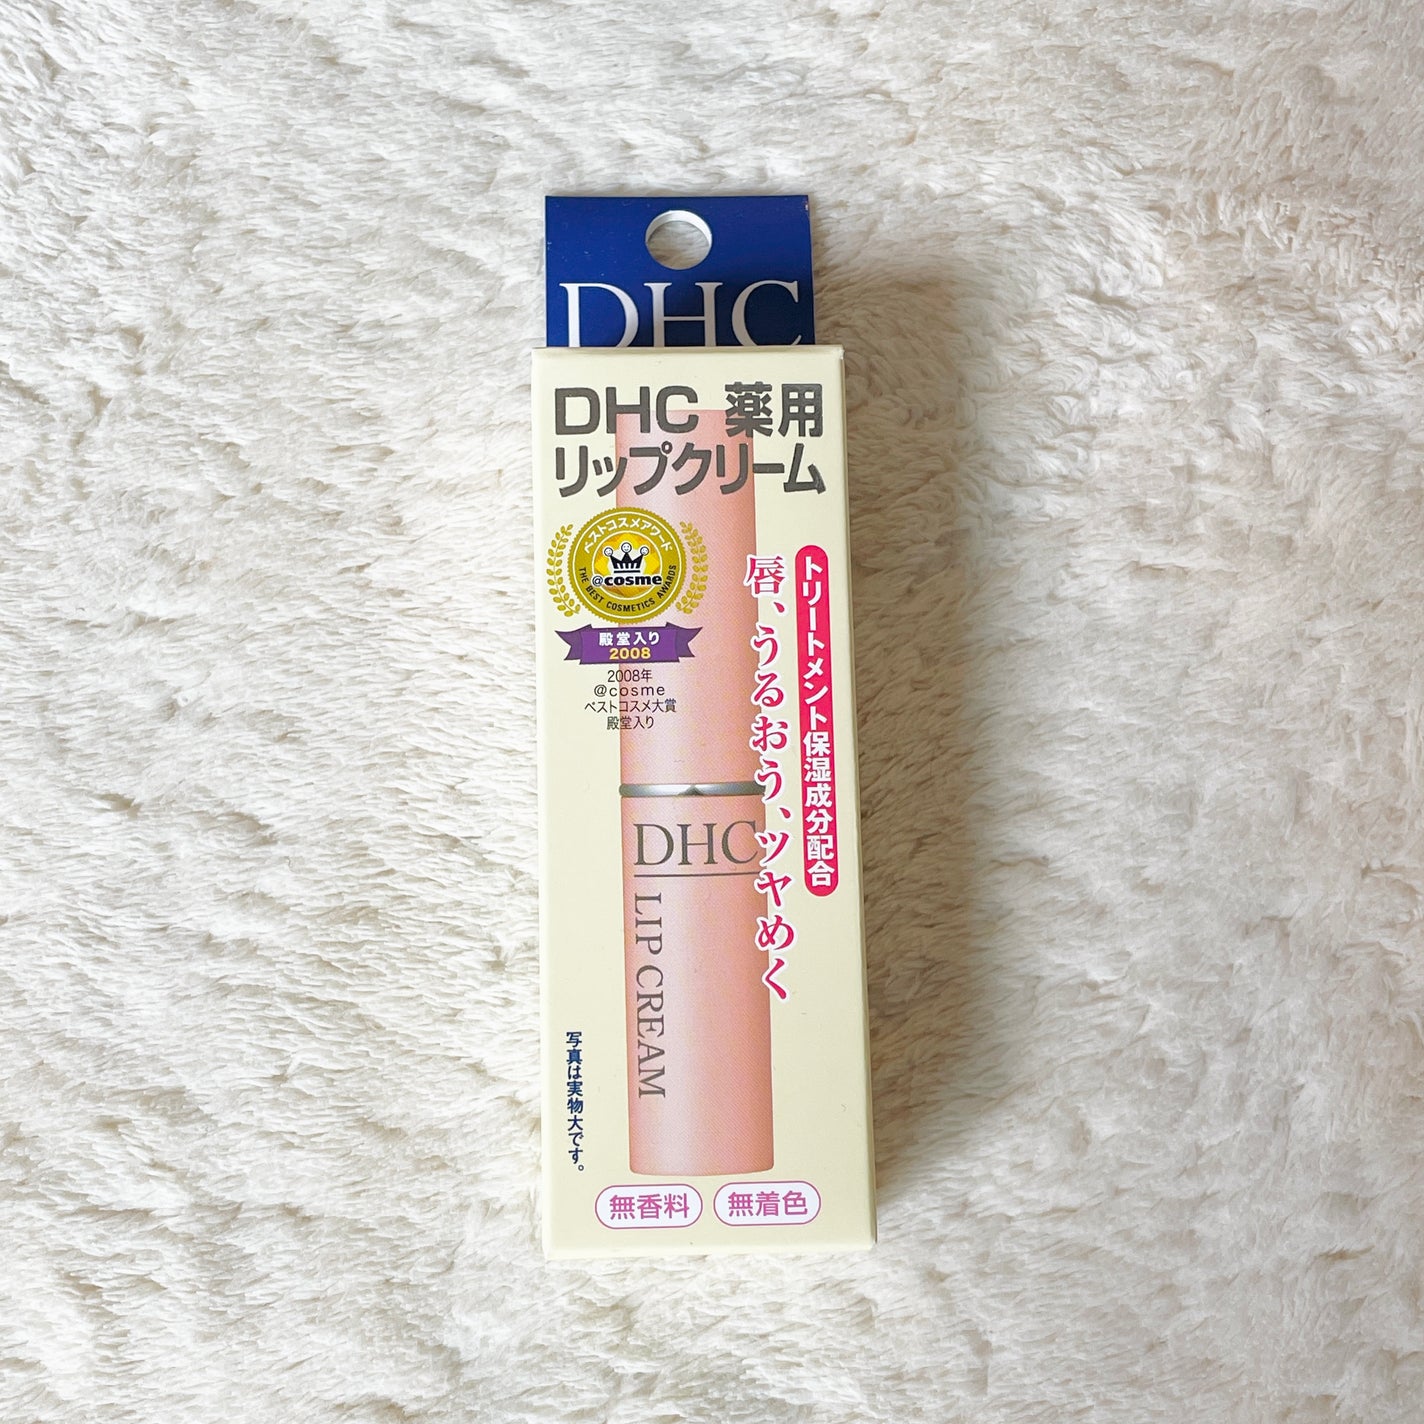 DHC
DHC 薬用
リップクリーム
ベストコスメアワード
@cosme
THE BEST COSMETICS AWARDS
殿堂入り
2008
2008年
@cosme
ベストコスメ大賞
殿堂入り
トリートメント保湿成分配合
唇、うるおう、ツヤめく
DHC
LIP CREAM
写真は実物大です。
無香料
無着色